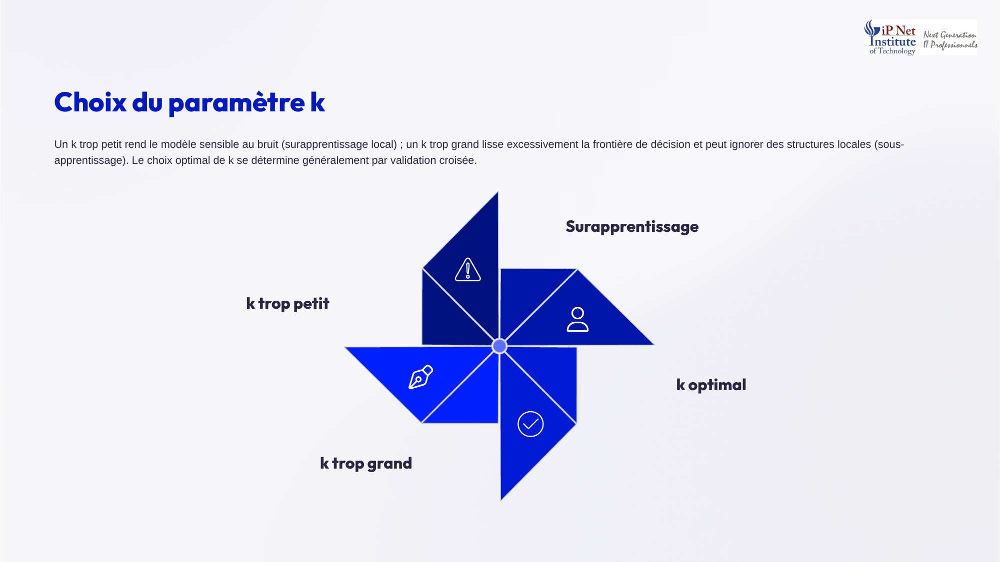 iP Net
Institute
of Technology
Next Generation
IT Professionnels
Choix du paramètre k
Un k trop petit rend le modèle sensible au bruit (surapprentissage local) ; un k trop grand lisse excessivement la frontière de décision et peut ignorer des structures locales (sous-
apprentissage). Le choix optimal de k se détermine généralement par validation croisée.
Surapprentissage
k trop petit
k optimal
k trop grand